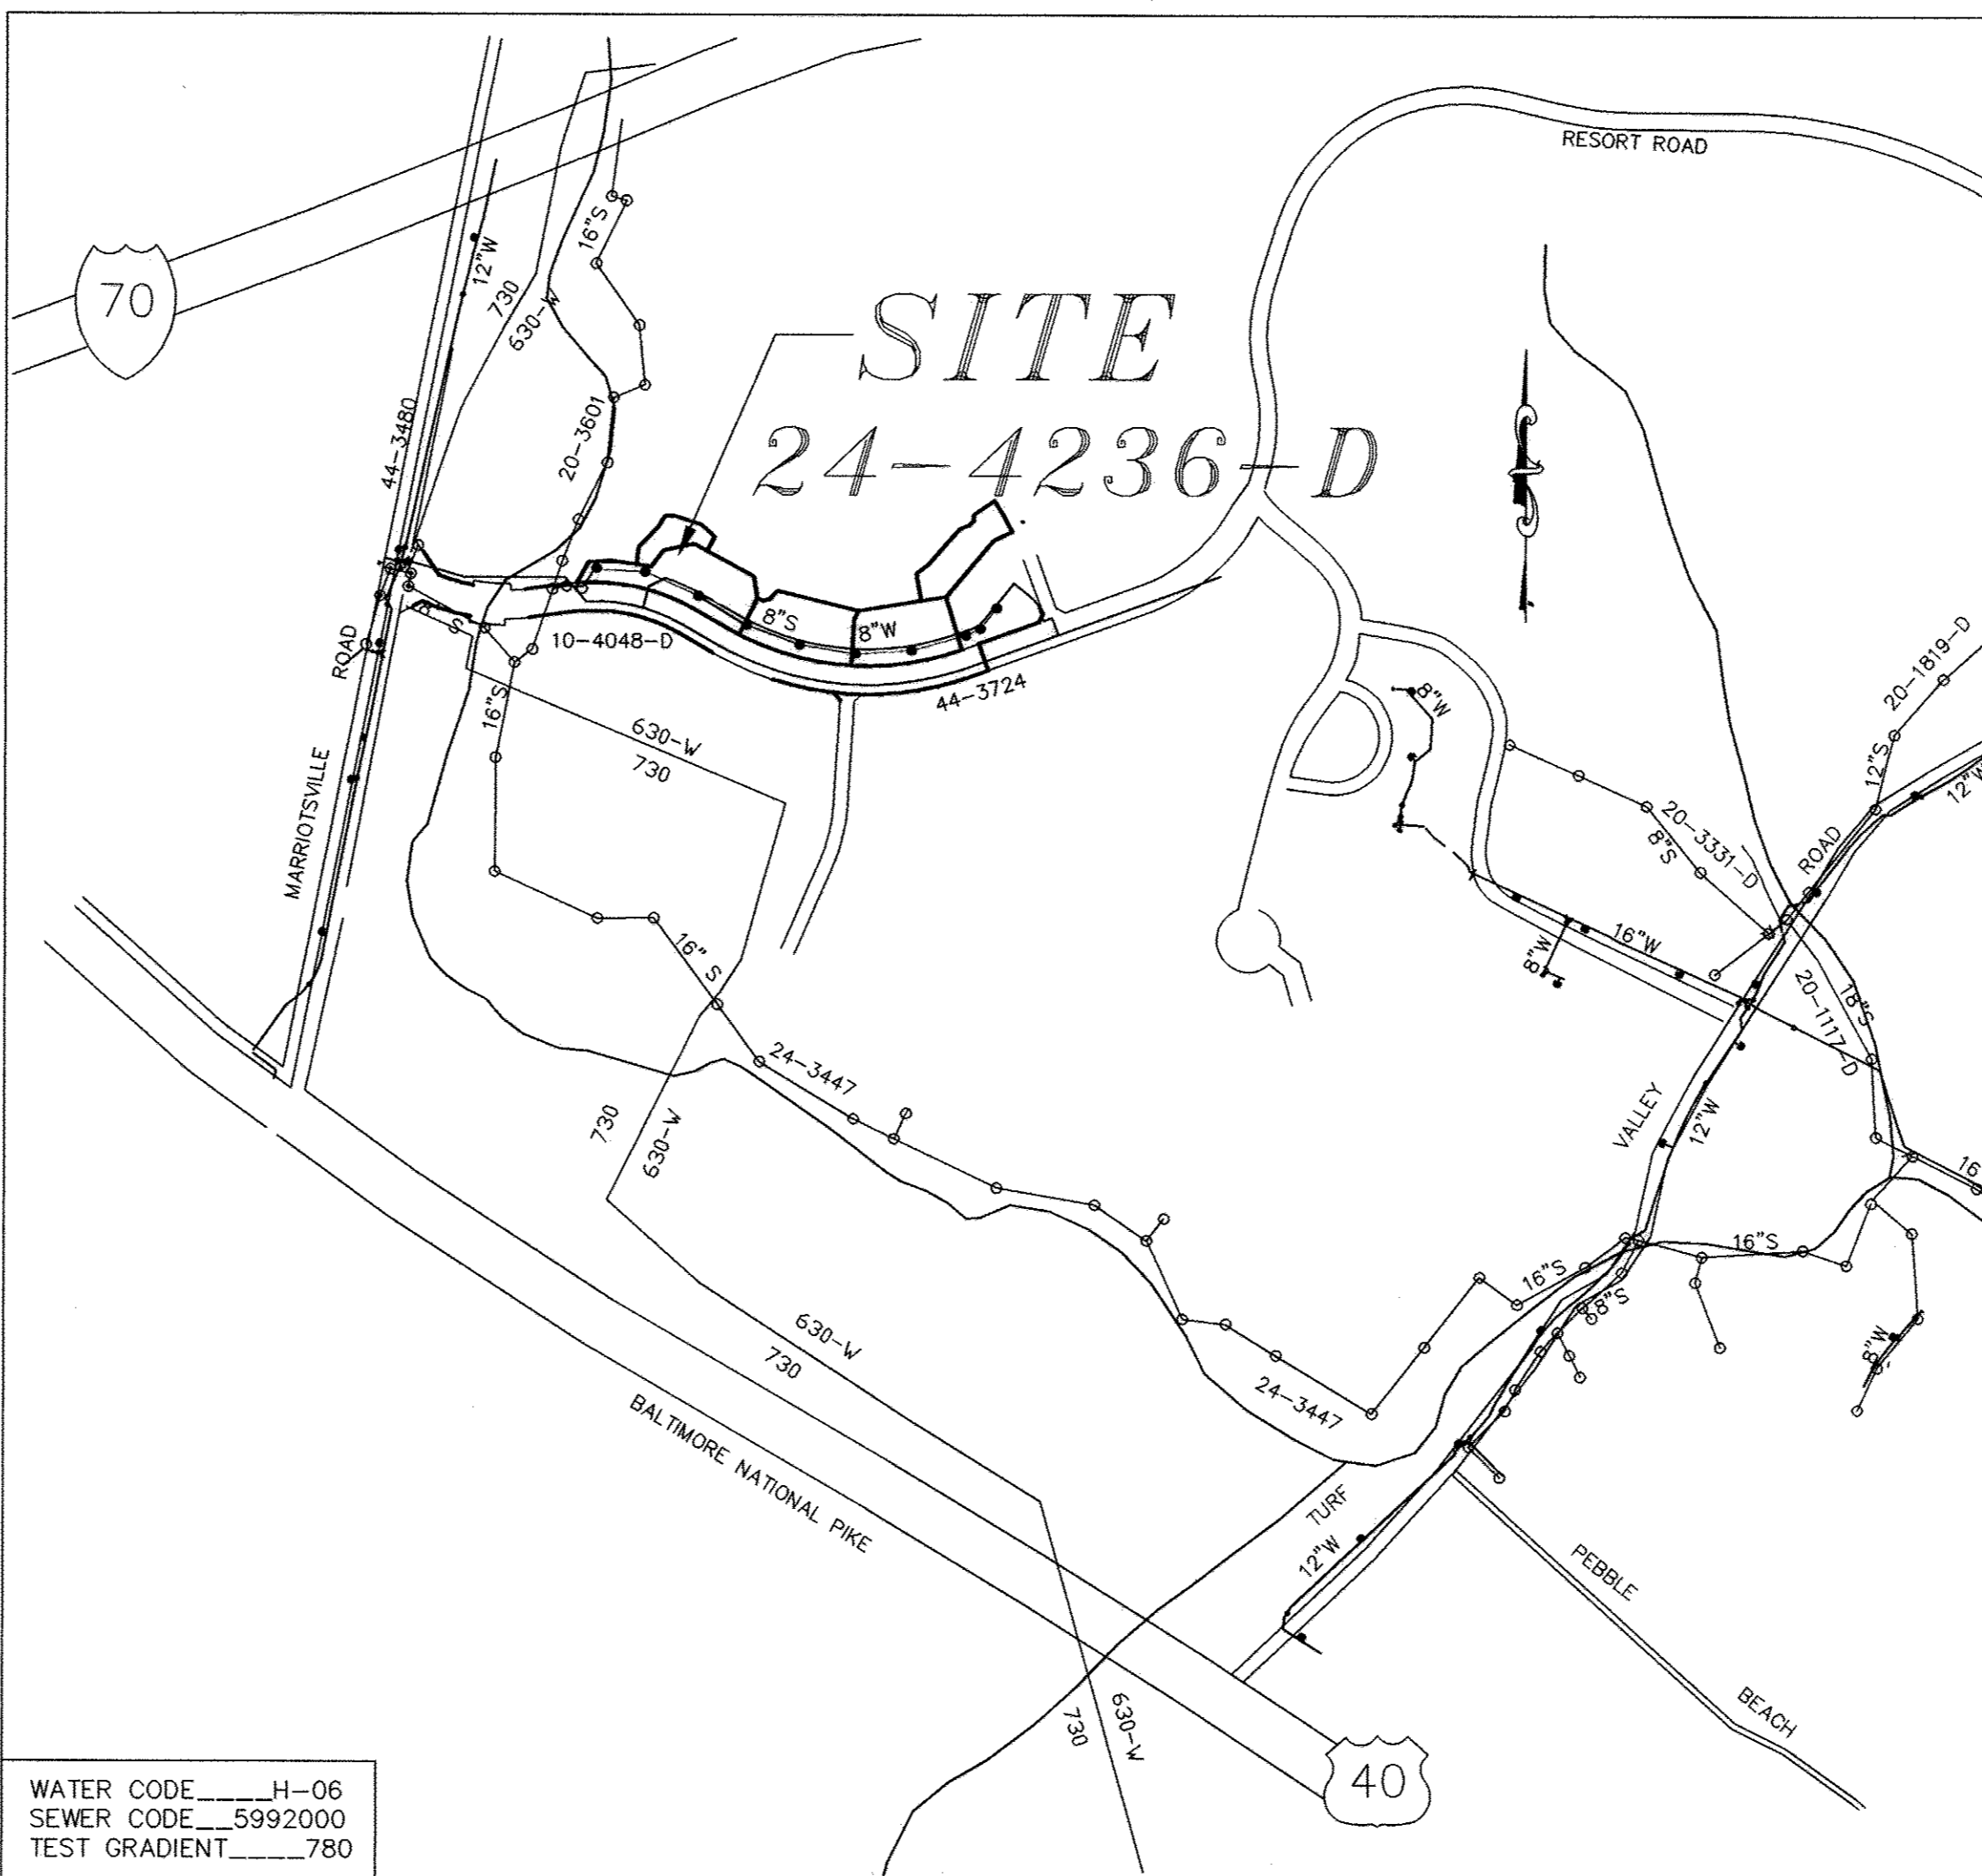 RESORT ROAD
70
16"S
12"W
730
630-W
SITE
24-4236-D
44-3480
20-3601
8"S
8"W
10-4048-D
44-3724
ROAD
S
16"S
630-W
730
MARRIOTSVILLE
8"W
20-1819-D
12"S
12"W
20-3331-D
8"S
ROAD
16"W
8"W
18"S
20-1117-D
16" S
24-3447
730
630-W
VALLEY
12"W
16
16"S
16"S
8"S
8"W
630-W
730
24-3447
BALTIMORE NATIONAL PIKE
TURF
12"W
PEBBLE
BEACH
630-W
730
40
WATER CODE____H-06
SEWER CODE__5992000
TEST GRADIENT____780